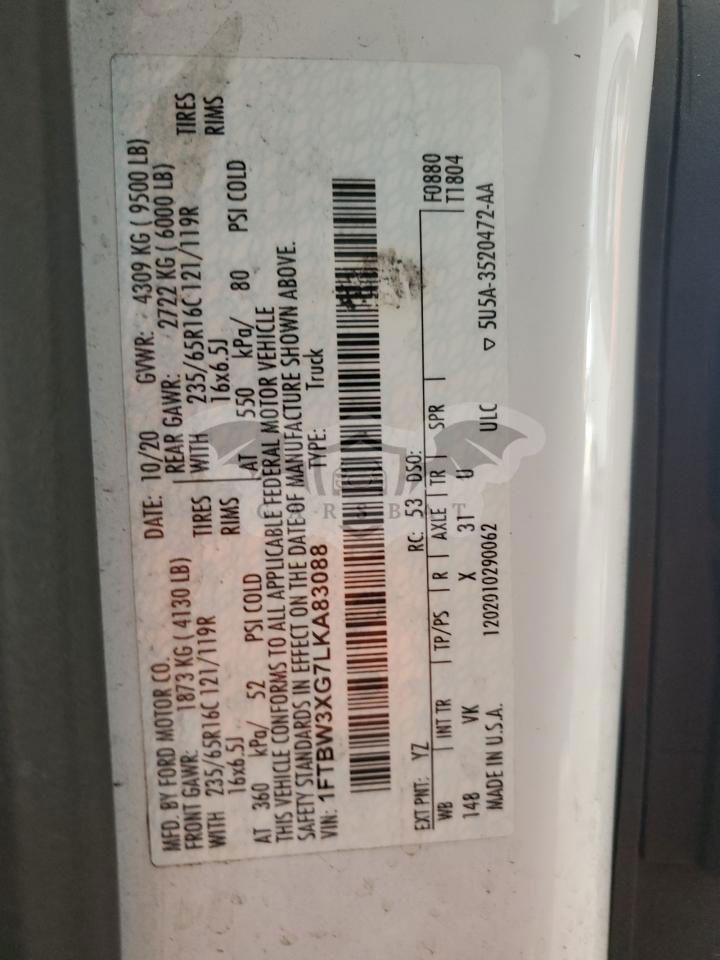 MFD. BY FORD MOTOR CO. DATE: 10/20 GVWR: 4309 KG ( 9500 LB)
FRONT GAWR: 1873 KG ( 4130 LB) REAR GAWR: 2722 KG ( 6000 LB)
WITH 235/65R16C 121/119R TIRES WITH 235/65R16C 121/119R TIRES
16x6.5J RIMS 16x6.5J RIMS
AT 360 kPa/ 52 PSI COLD AT 550 kPa/ 80 PSI COLD
THIS VEHICLE CONFORMS TO ALL APPLICABLE FEDERAL MOTOR VEHICLE
SAFETY STANDARDS IN EFFECT ON THE DATE OF MANUFACTURE SHOWN ABOVE.
VIN: 1FTBW3XG7LKA83088 TYPE: Truck
EXT PNT: YZ RC: 53 DSO: F0880
WB INT TR TP/PS R AXLE TR SPR T1804
148 VK X 31 U
MADE IN U.S.A. 1202010290062 ULC ▽ 5U5A-3520472-AA
CARSBAT